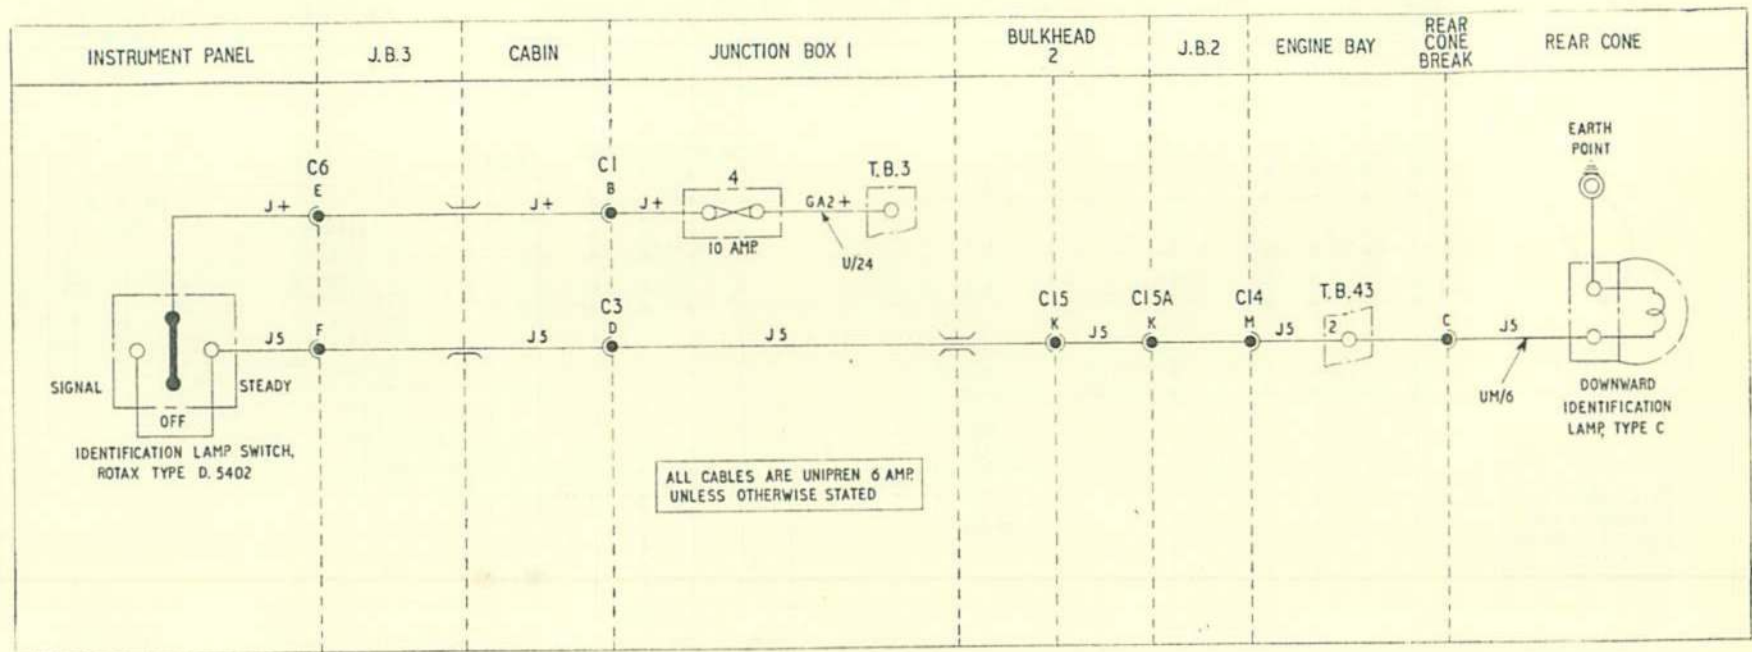 INSTRUMENT PANEL
J.B.3
CABIN
JUNCTION BOX 1
BULKHEAD
2
J.B.2
ENGINE BAY
REAR
CONE
BREAK
REAR CONE
EARTH
POINT
C6
E
J+
J+
C1
B
J+
4
10 AMP.
GA2+
U/24
T.B.3
SIGNAL
OFF
STEADY
J5
F
J5
C3
D
J5
C15
K
J5
C15A
K
C14
M
J5
T.B.43
2
C
J5
UM/6
IDENTIFICATION LAMP SWITCH,
ROTAX TYPE D.5402
ALL CABLES ARE UNIPREN 6 AMP.
UNLESS OTHERWISE STATED
DOWNWARD
IDENTIFICATION
LAMP, TYPE C